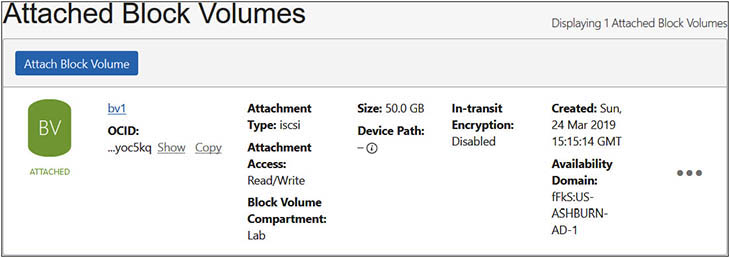 Attached Block Volumes
Displaying 1 Attached Block Volumes
Attach Block Volume
BV
ATTACHED
bv1
OCID:
...yoc5kq Show Copy
Attachment
Type: iscsi
Attachment
Access:
Read/Write
Block Volume
Compartment:
Lab
Size: 50.0 GB
Device Path:
–
In-transit
Encryption:
Disabled
Created: Sun,
24 Mar 2019
15:15:14 GMT
Availability
Domain:
fFkS:US-
ASHBURN-
AD-1